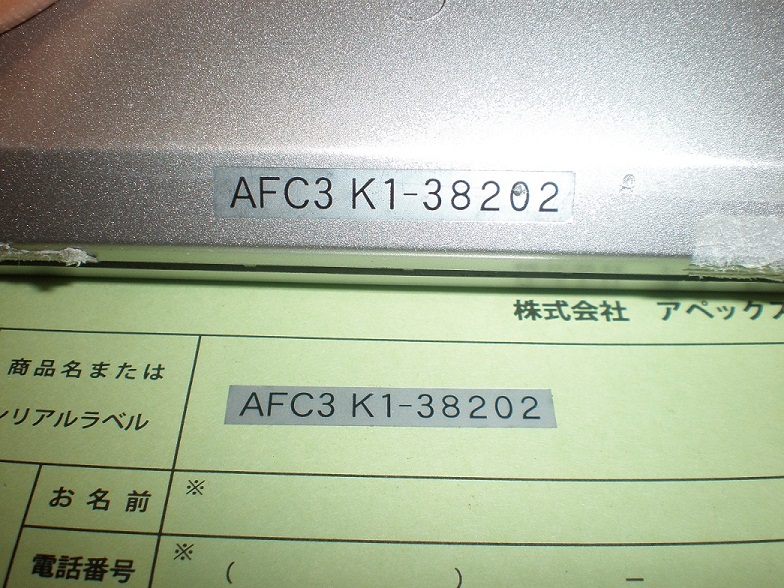 AFC3 K1-38202
株式会社 アペックス
商品名または
シリアルラベル
AFC3 K1-38202
お名前
※
電話番号
※
( ) −